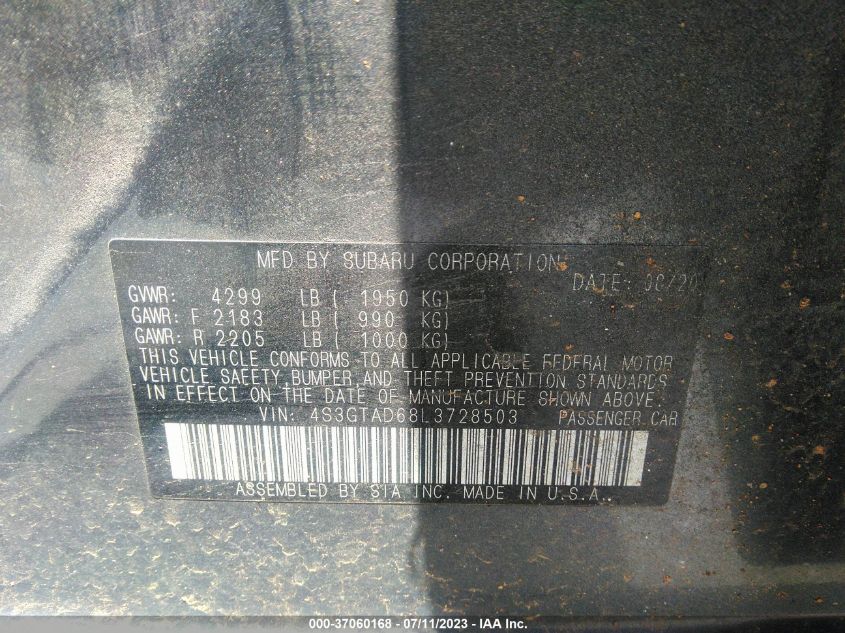 MFD BY SUBARU CORPORATION
DATE: 08/20
GVWR: 4299 LB ( 1950 KG)
GAWR: F 2183 LB ( 990 KG)
GAWR: R 2205 LB ( 1000 KG)
THIS VEHICLE CONFORMS TO ALL APPLICABLE FEDERAL MOTOR
VEHICLE SAFETY, BUMPER, AND THEFT PREVENTION STANDARDS
IN EFFECT ON THE DATE OF MANUFACTURE SHOWN ABOVE.
VIN: 4S3GTAD68L3728503 PASSENGER CAR
ASSEMBLED BY SIA INC. MADE IN U.S.A.
000-37060168 - 07/11/2023 - IAA Inc.